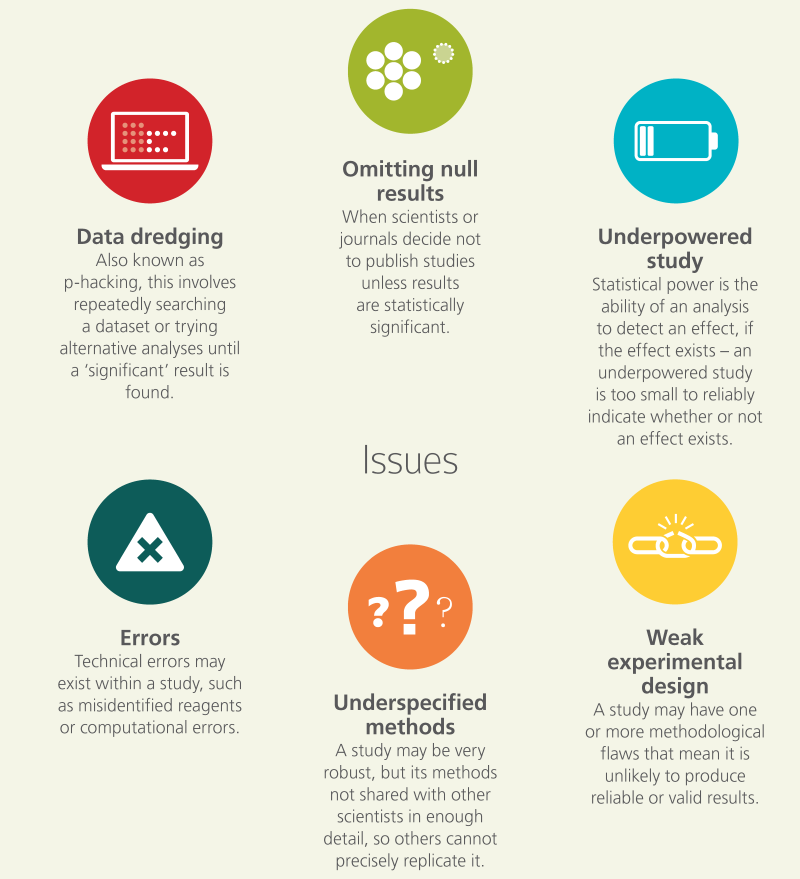 Omitting null
results
When scientists or
journals decide not
to publish studies
unless results
are statistically
significant.
Data dredging
Also known as
p-hacking, this involves
repeatedly searching
a dataset or trying
alternative analyses until
a ‘significant’ result is
found.
Underpowered
study
Statistical power is the
ability of an analysis
to detect an effect, if
the effect exists – an
underpowered study
is too small to reliably
indicate whether or not
an effect exists.
Issues
Errors
Technical errors may
exist within a study, such
as misidentified reagents
or computational errors.
? ? ?
Underspecified
methods
A study may be very
robust, but its methods
not shared with other
scientists in enough
detail, so others cannot
precisely replicate it.
Weak
experimental
design
A study may have one
or more methodological
flaws that mean it is
unlikely to produce
reliable or valid results.